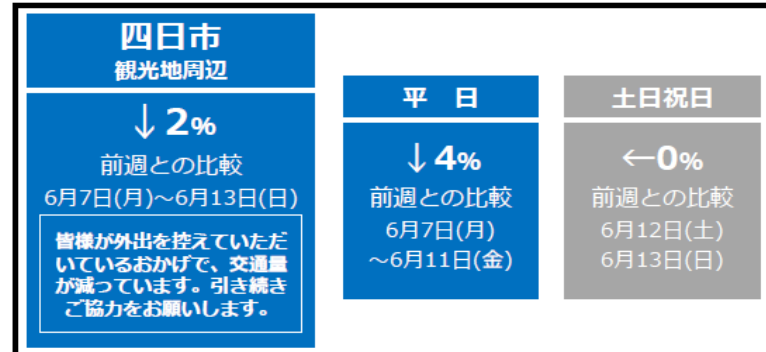 四日市
観光地周辺
↓2%
前週との比較
6月7日(月)～6月13日(日)
皆様が外出を控えていただ
いているおかげで、交通量
が減っています。引き続き
ご協力をお願いします。
平 日
↓4%
前週との比較
6月7日(月)
～6月11日(金)
土日祝日
←0%
前週との比較
6月12日(土)
6月13日(日)